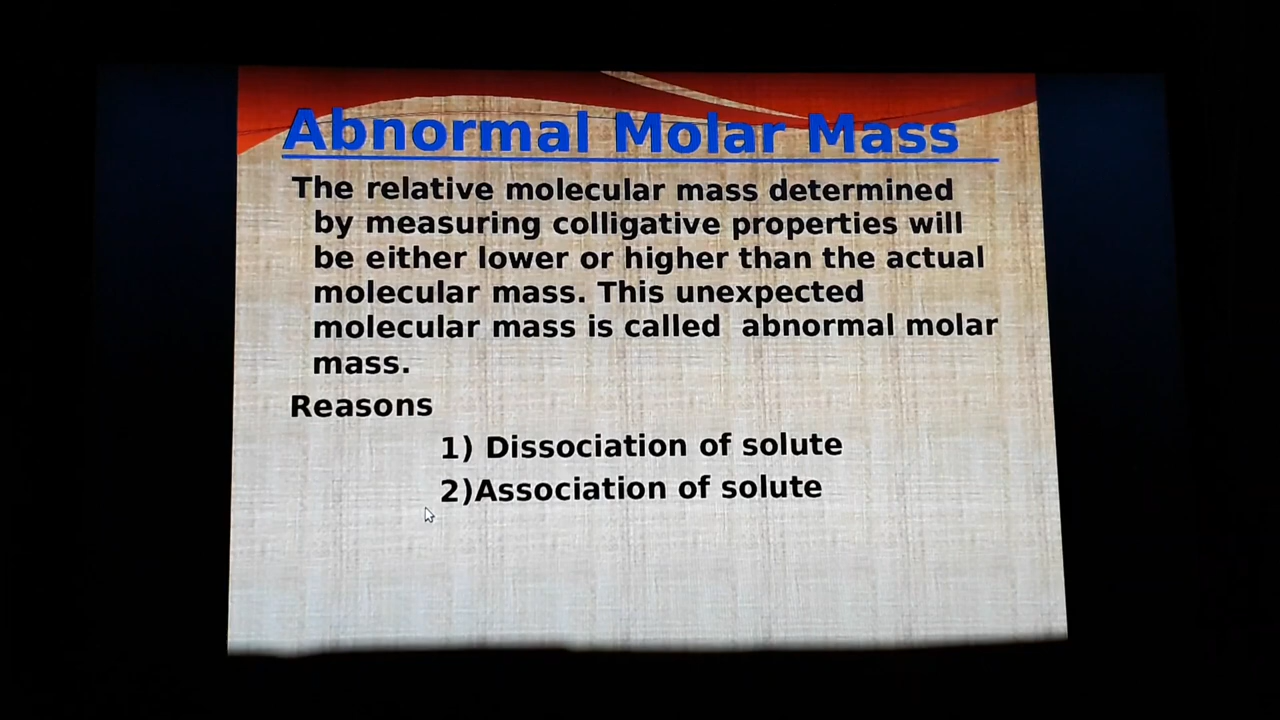 Abnormal Molar Mass
The relative molecular mass determined
by measuring colligative properties will
be either lower or higher than the actual
molecular mass. This unexpected
molecular mass is called abnormal molar
mass.
Reasons
1) Dissociation of solute
2)Association of solute